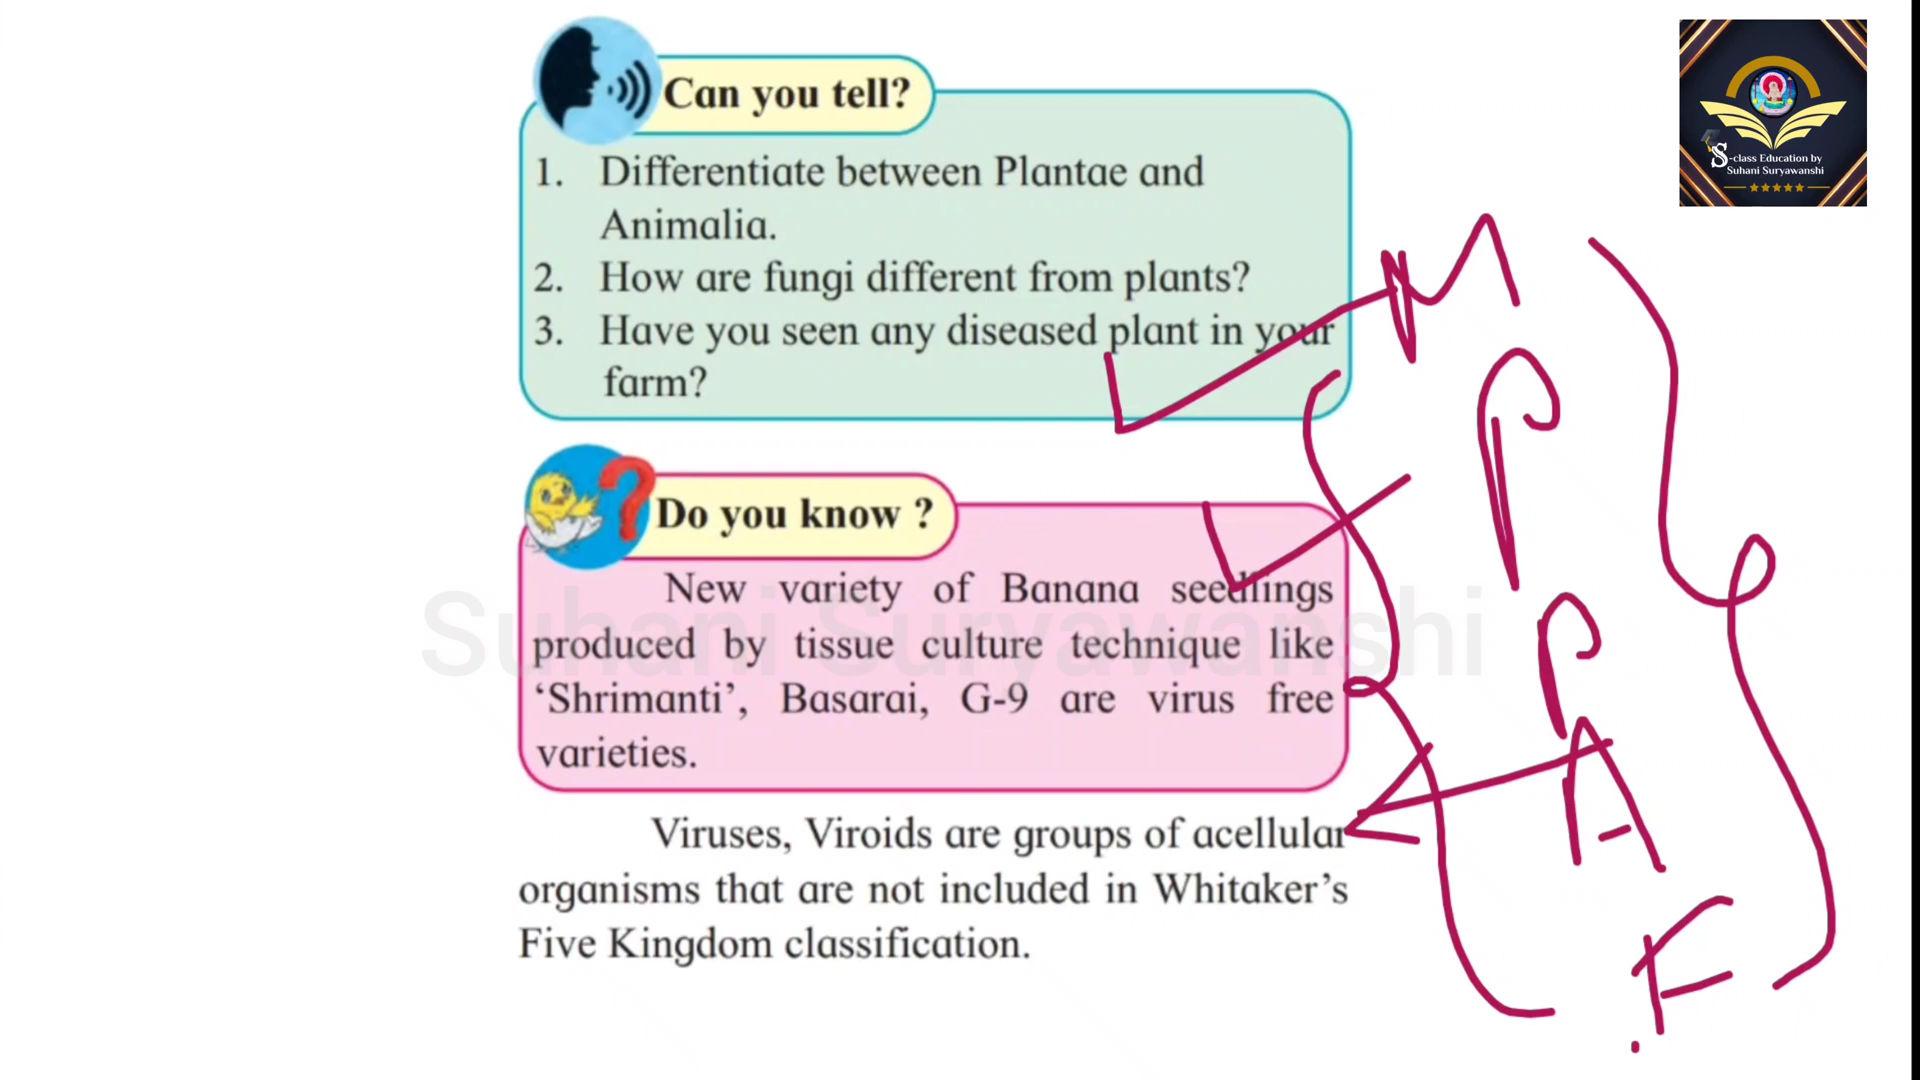 Can you tell?
1. Differentiate between Plantae and
Animalia.
2. How are fungi different from plants?
3. Have you seen any diseased plant in your
farm?
Do you know ?
New variety of Banana seedlings
produced by tissue culture technique like
‘Shrimanti’, Basarai, G-9 are virus free
varieties.
Viruses, Viroids are groups of acellular
organisms that are not included in Whitaker’s
Five Kingdom classification.
M
P
P
A
F
S-class Education by
Suhani Suryawanshi
Suhani Suryawanshi